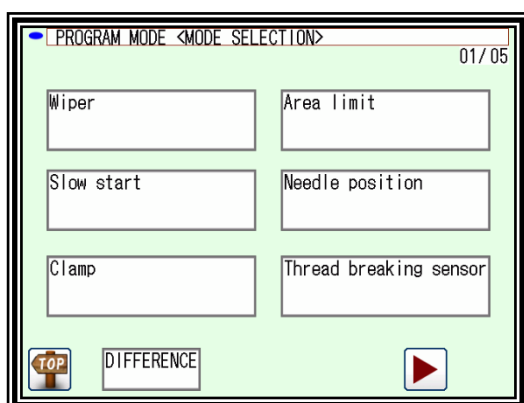 PROGRAM MODE <MODE SELECTION>
01/05
Wiper
Area limit
Slow start
Needle position
Clamp
Thread breaking sensor
TOP
DIFFERENCE